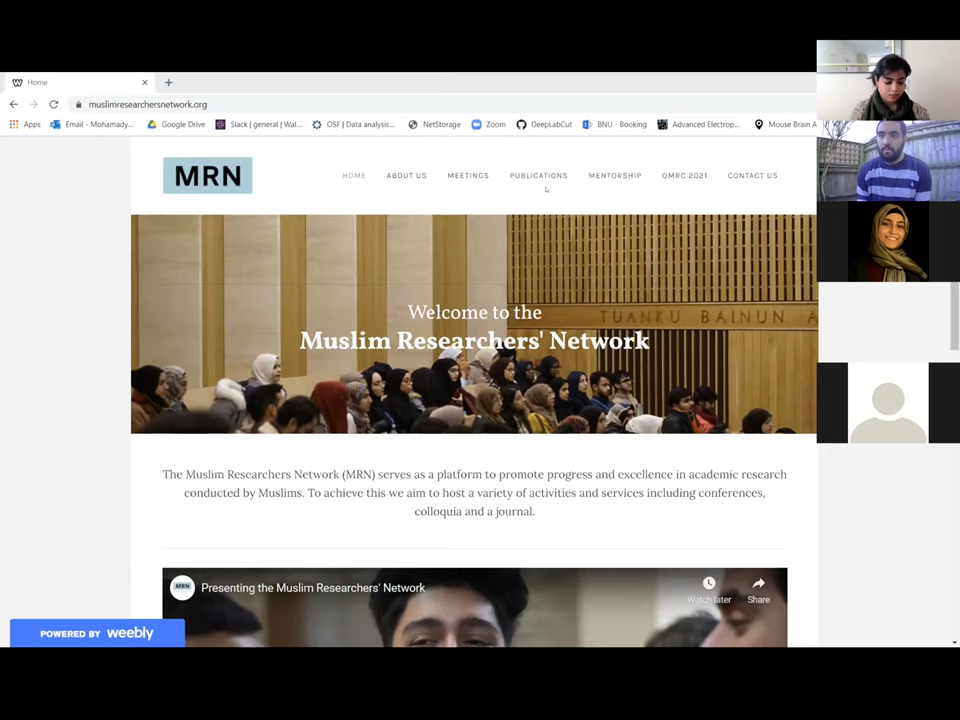 Home
muslimresearchersnetwork.org
Apps Email - Mohamady... Google Drive Slack | general | Wal... OSF | Data analysis... NetStorage Zoom DeepLabCut BNU - Booking Advanced Electrop... Mouse Brain A
MRN
HOME ABOUT US MEETINGS PUBLICATIONS MENTORSHIP OMRC 2021 CONTACT US
TUANKU BAINUN A
Welcome to the
Muslim Researchers' Network
The Muslim Researchers Network (MRN) serves as a platform to promote progress and excellence in academic research
conducted by Muslims. To achieve this we aim to host a variety of activities and services including conferences,
colloquia and a journal.
MRN Presenting the Muslim Researchers' Network
Watch later Share
POWERED BY weebly